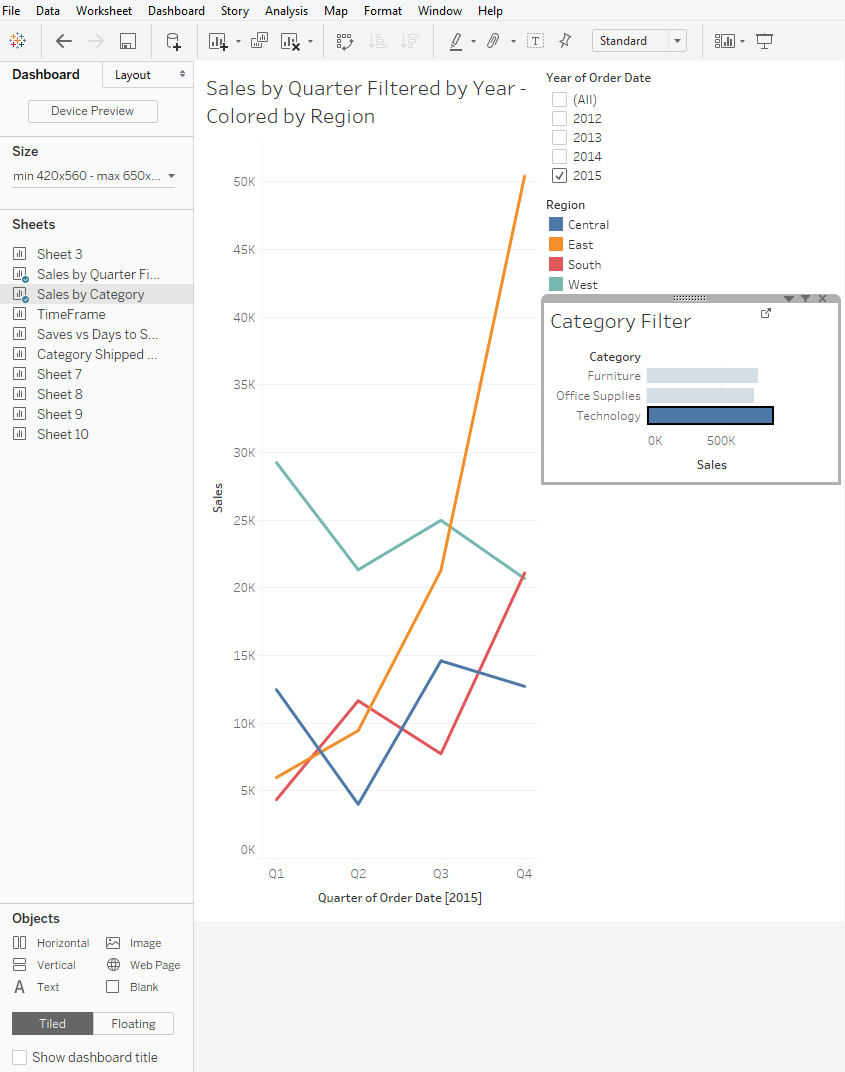 File Data Worksheet Dashboard Story Analysis Map Format Window Help
Standard
Dashboard Layout
Device Preview
Size
min 420x560 - max 650x...
Sheets
Sheet 3
Sales by Quarter Fi...
Sales by Category
TimeFrame
Saves vs Days to S...
Category Shipped ...
Sheet 7
Sheet 8
Sheet 9
Sheet 10
Objects
Horizontal Image
Vertical Web Page
A Text Blank
Tiled Floating
Show dashboard title
Sales by Quarter Filtered by Year -
Colored by Region
50K
45K
40K
35K
30K
25K
20K
15K
10K
5K
0K
Sales
Q1 Q2 Q3 Q4
Quarter of Order Date [2015]
Year of Order Date
(All)
2012
2013
2014
2015
Region
Central
East
South
West
Category Filter
Category
Furniture
Office Supplies
Technology
0K 500K
Sales